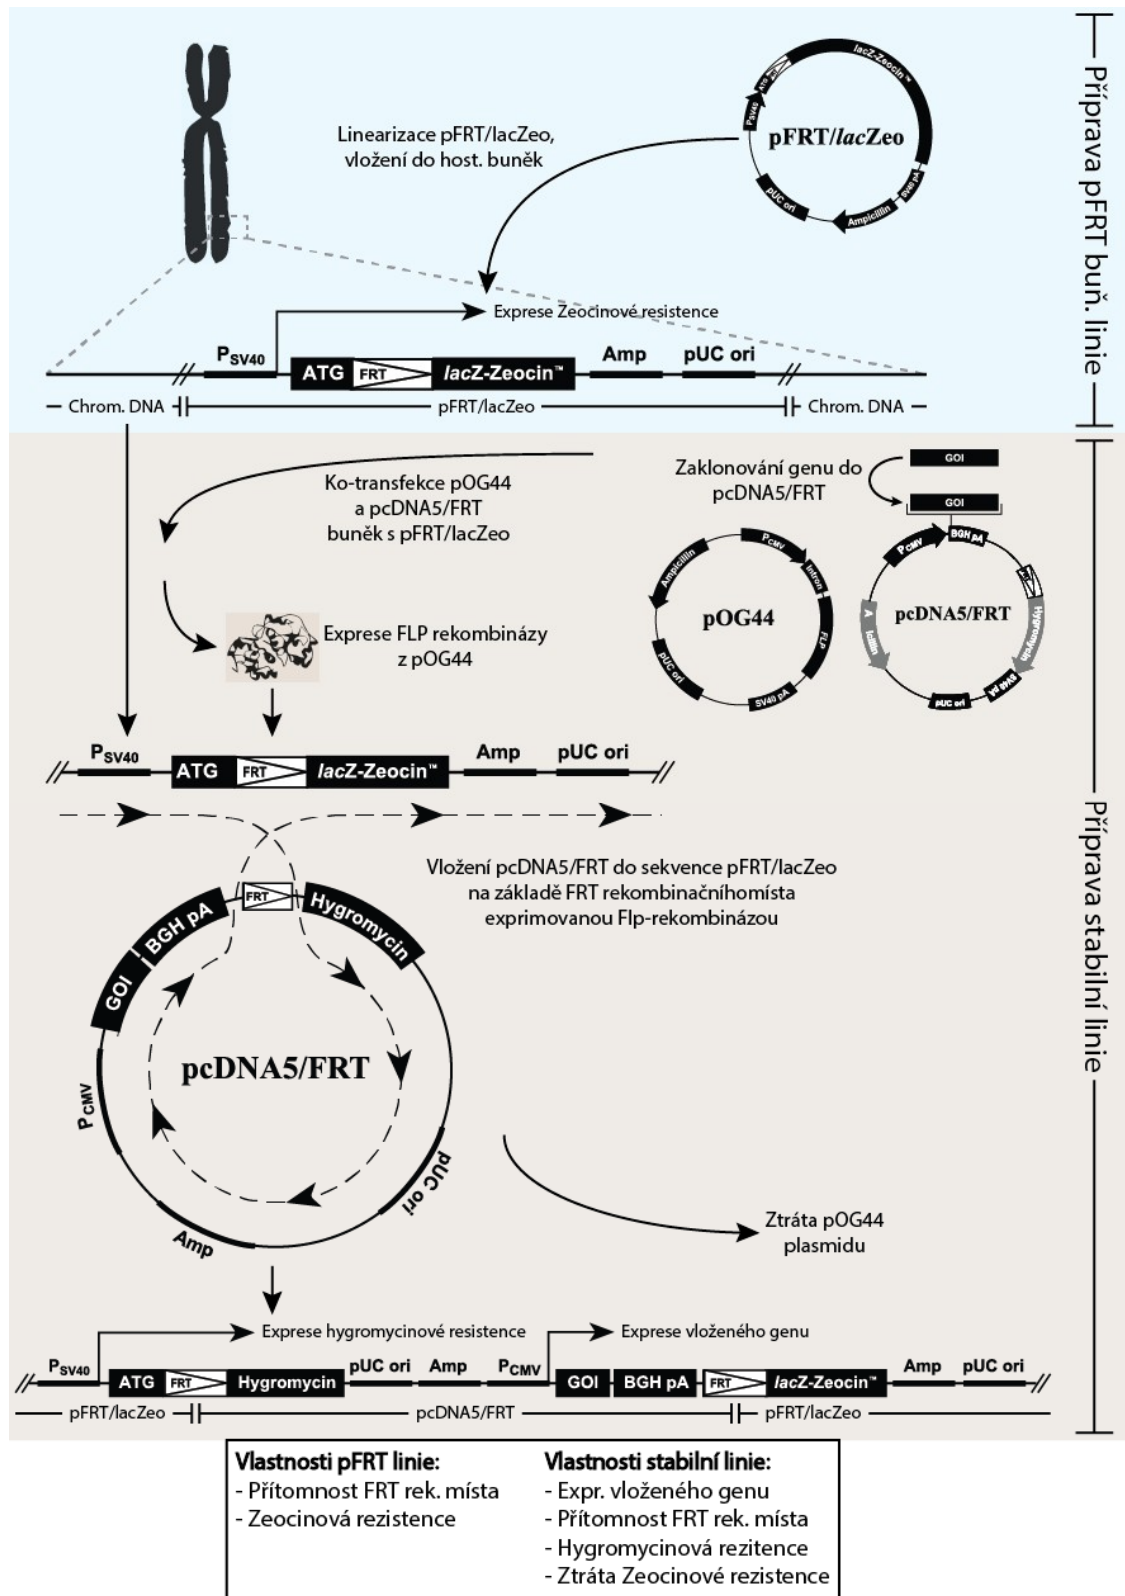 lacZ-Zeocin™
ATG
PSV40
pFRT/lacZeo
SV40 pA
pUC ori
Ampicillin
Linearizace pFRT/lacZeo,
vložení do host. buněk
Příprava pFRT buň. linie
Exprese Zeocinové resistence
PSV40
ATG
FRT
lacZ-Zeocin™
Amp
pUC ori
Chrom. DNA
pFRT/lacZeo
Chrom. DNA
Ko-transfekce pOG44
a pcDNA5/FRT
buněk s pFRT/lacZeo
Zaklonování genu do
pcDNA5/FRT
GOI
GOI
PCMV
Intron
FLP
SV40 pA
pUC ori
Ampicillin
pOG44
PCMV
BGH pA
Hygromycin
SV40 pA
pUC ori
A icillin
pcDNA5/FRT
Exprese FLP rekombinázy
z pOG44
PSV40
ATG
FRT
lacZ-Zeocin™
Amp
pUC ori
Vložení pcDNA5/FRT do sekvence pFRT/lacZeo
na základě FRT rekombinačníhomísta
exprimovanou Flp-rekombinázou
Příprava stabilní linie
GOI
BGH pA
FRT
Hygromycin
pcDNA5/FRT
PCMV
Amp
pUC ori
Ztráta pOG44
plasmidu
Exprese hygromycinové resistence
Exprese vloženého genu
PSV40
ATG
FRT
Hygromycin
pUC ori
Amp
PCMV
GOI
BGH pA
FRT
lacZ-Zeocin™
Amp
pUC ori
pFRT/lacZeo
pcDNA5/FRT
pFRT/lacZeo
Vlastnosti pFRT linie:
- Přítomnost FRT rek. místa
- Zeocinová rezistence
Vlastnosti stabilní linie:
- Expr. vloženého genu
- Přítomnost FRT rek. místa
- Hygromycinová rezitence
- Ztráta Zeocinové rezistence